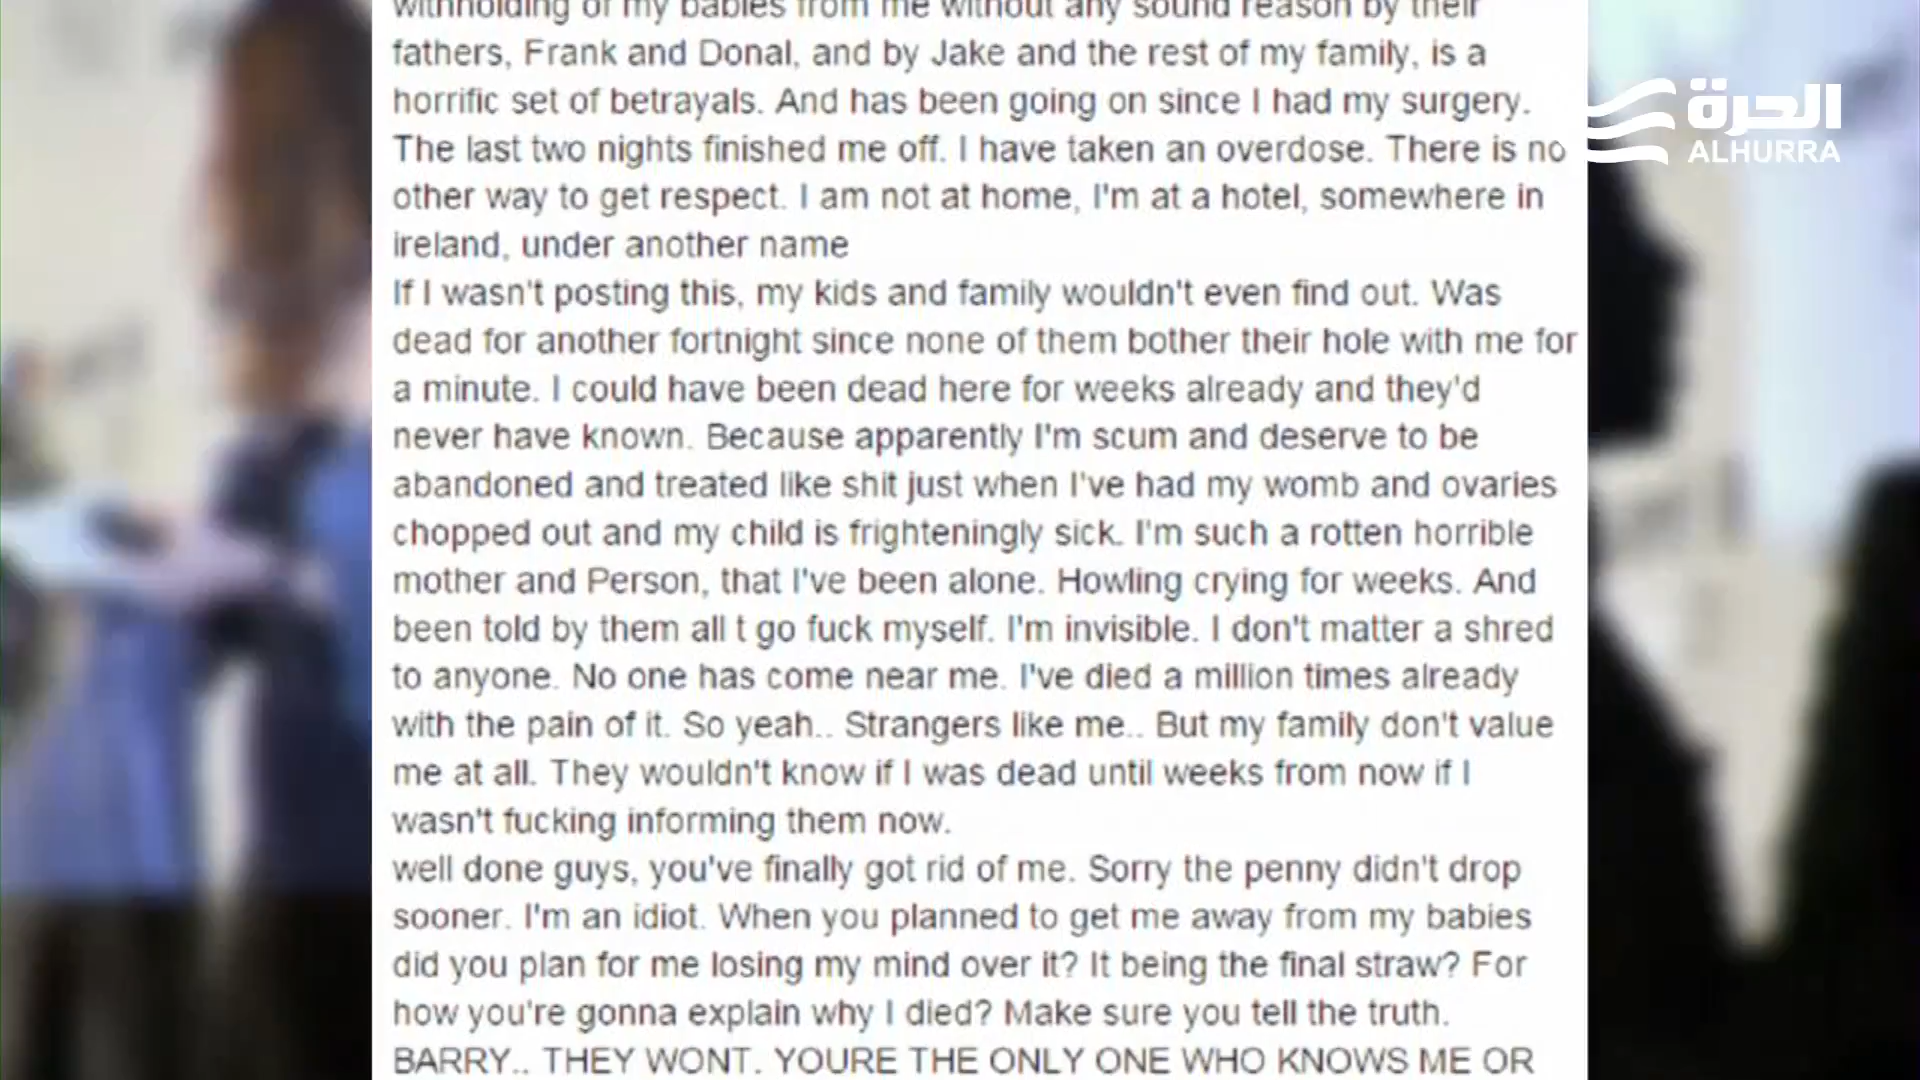 withholding of my babies from me without any sound reason by their
fathers, Frank and Donal, and by Jake and the rest of my family, is a
horrific set of betrayals. And has been going on since I had my surgery.
The last two nights finished me off. I have taken an overdose. There is no
other way to get respect. I am not at home, I'm at a hotel, somewhere in
ireland, under another name
If I wasn't posting this, my kids and family wouldn't even find out. Was
dead for another fortnight since none of them bother their hole with me for
a minute. I could have been dead here for weeks already and they'd
never have known. Because apparently I'm scum and deserve to be
abandoned and treated like shit just when I've had my womb and ovaries
chopped out and my child is frighteningly sick. I'm such a rotten horrible
mother and Person, that I've been alone. Howling crying for weeks. And
been told by them all t go fuck myself. I'm invisible. I don't matter a shred
to anyone. No one has come near me. I've died a million times already
with the pain of it. So yeah.. Strangers like me.. But my family don't value
me at all. They wouldn't know if I was dead until weeks from now if I
wasn't fucking informing them now.
well done guys, you've finally got rid of me. Sorry the penny didn't drop
sooner. I'm an idiot. When you planned to get me away from my babies
did you plan for me losing my mind over it? It being the final straw? For
how you're gonna explain why I died? Make sure you tell the truth.
BARRY.. THEY WONT. YOURE THE ONLY ONE WHO KNOWS ME OR
الحرة
ALHURRA